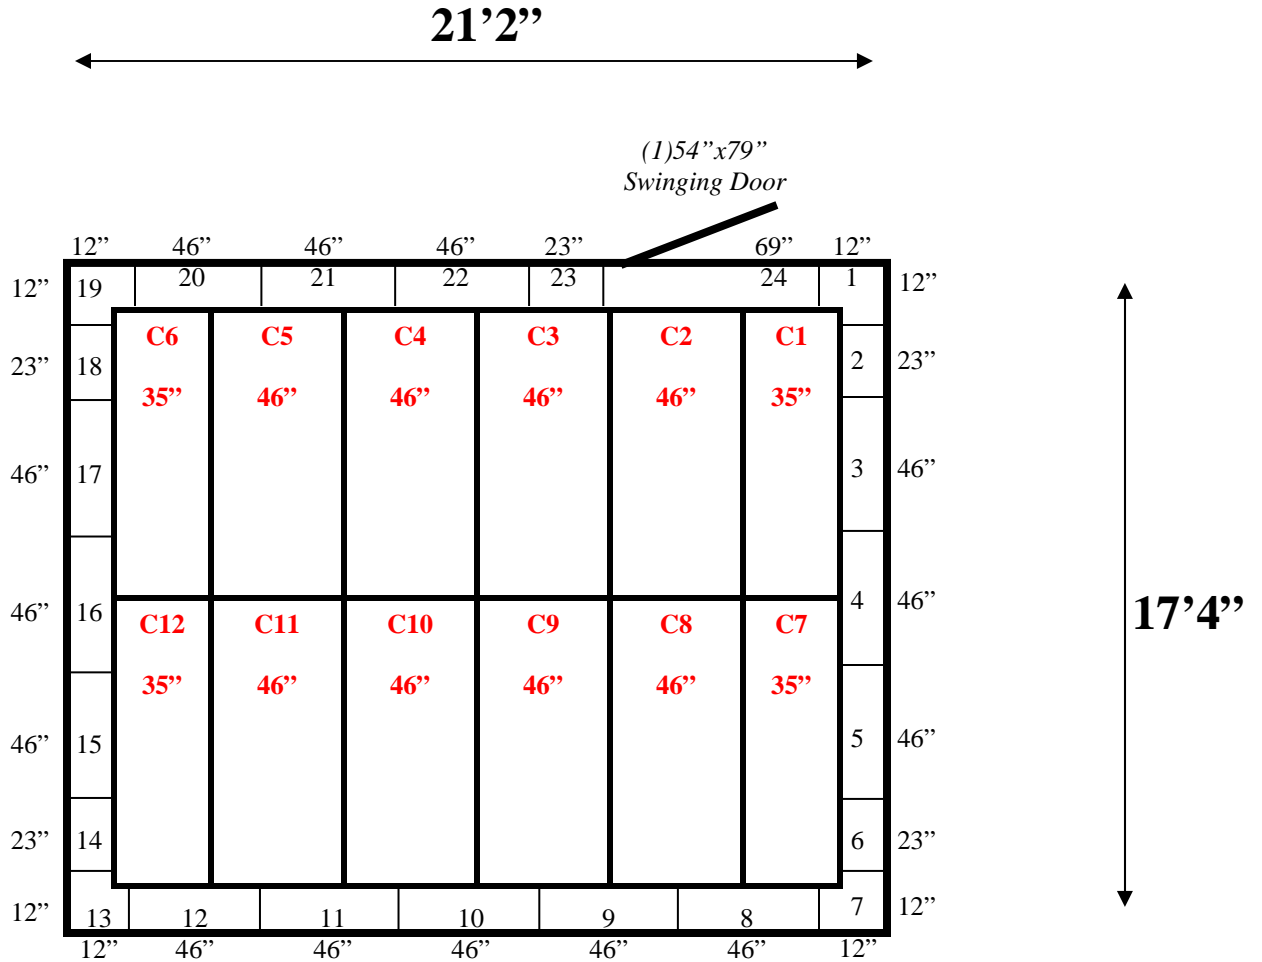 21’2”
(1)54”x79”
Swinging Door
12” 46” 46” 46” 23” 69” 12”
12” 19 20 21 22 23 24 1 12”
C6 C5 C4 C3 C2 C1
23” 18 2 23”
35” 46” 46” 46” 46” 35”
46” 17 3 46”
46” 16 4 46”
17’4”
C12 C11 C10 C9 C8 C7
35” 46” 46” 46” 46” 35”
46” 15 5 46”
23” 14 6 23”
12” 13 12 11 10 9 8 7 12”
12” 46” 46” 46” 46” 46” 12”